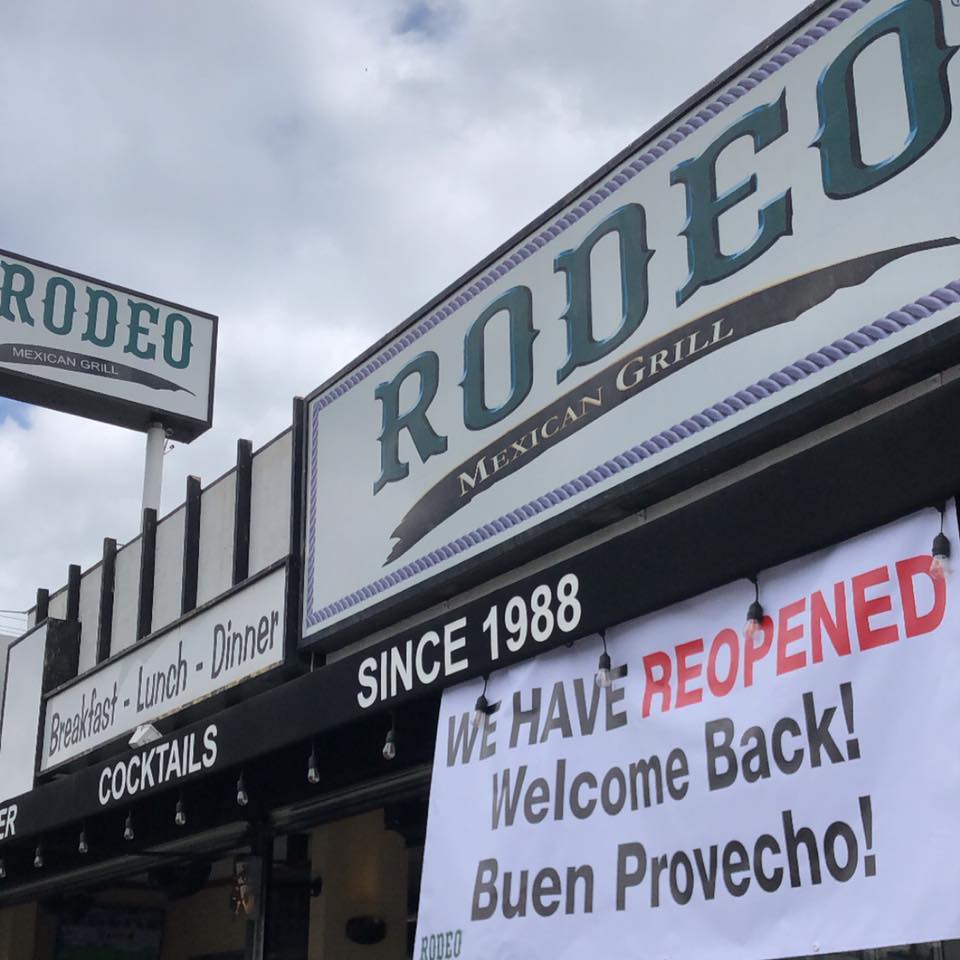 RODEO
MEXICAN GRILL
RODEO
MEXICAN GRILL
Breakfast - Lunch - Dinner
SINCE 1988
COCKTAILS
ER
WE HAVE REOPENED
Welcome Back!
Buen Provecho!
RODEO